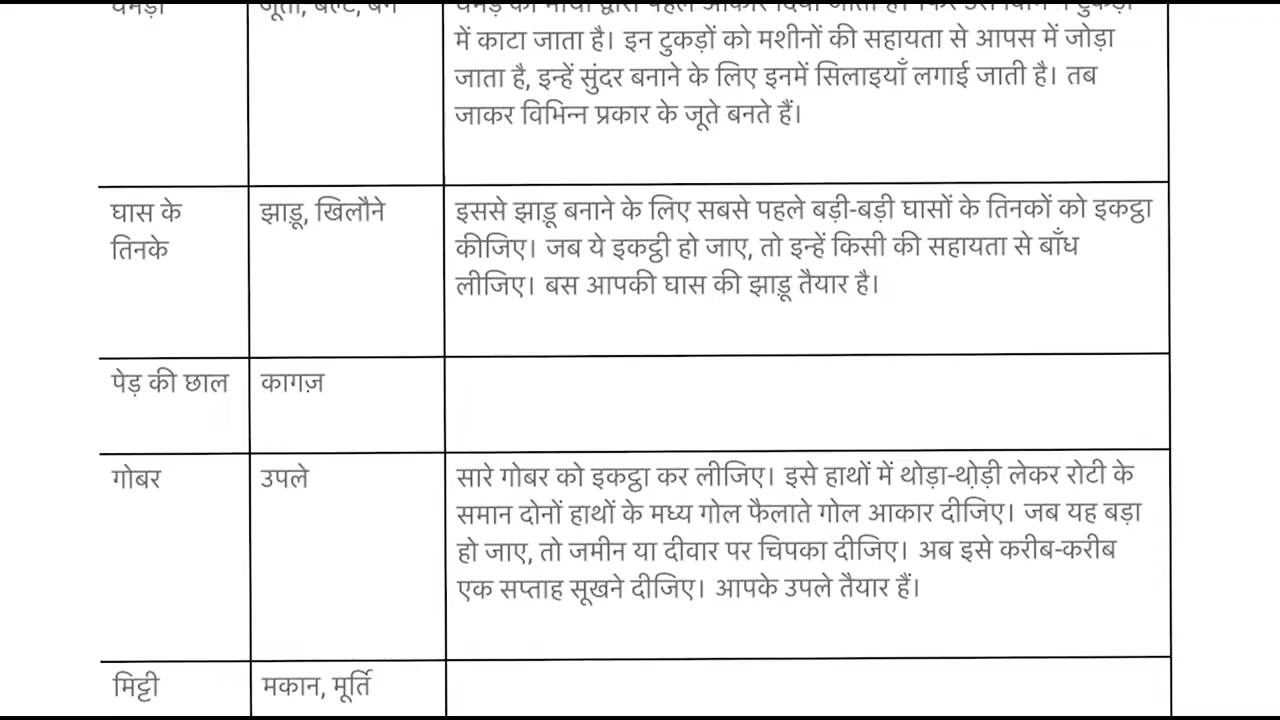 में काटा जाता है। इन टुकड़ों को मशीनों की सहायता से आपस में जोड़ा
जाता है, इन्हें सुंदर बनाने के लिए इनमें सिलाइयाँ लगाई जाती है। तब
जाकर विभिन्न प्रकार के जूते बनते हैं।
घास के
तिनके
झाड़ू, खिलौने
इससे झाड़ू बनाने के लिए सबसे पहले बड़ी-बड़ी घासों के तिनकों को इकट्ठा
कीजिए। जब ये इकट्ठी हो जाए, तो इन्हें किसी की सहायता से बाँध
लीजिए। बस आपकी घास की झाड़ू तैयार है।
पेड़ की छाल
कागज़
गोबर
उपले
सारे गोबर को इकट्ठा कर लीजिए। इसे हाथों में थोड़ा-थोड़ी लेकर रोटी के
समान दोनों हाथों के मध्य गोल फैलाते गोल आकार दीजिए। जब यह बड़ा
हो जाए, तो जमीन या दीवार पर चिपका दीजिए। अब इसे करीब-करीब
एक सप्ताह सूखने दीजिए। आपके उपले तैयार हैं।
मिट्टी
मकान, मूर्ति